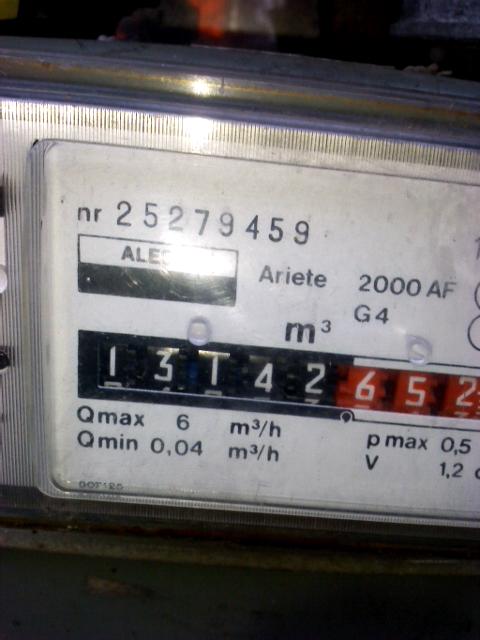 nr 25279459
Ariete 2000 AF
G4
m³
13142652
Qmax 6 m³/h
Qmin 0,04 m³/h
p max 0,5
V 1,2